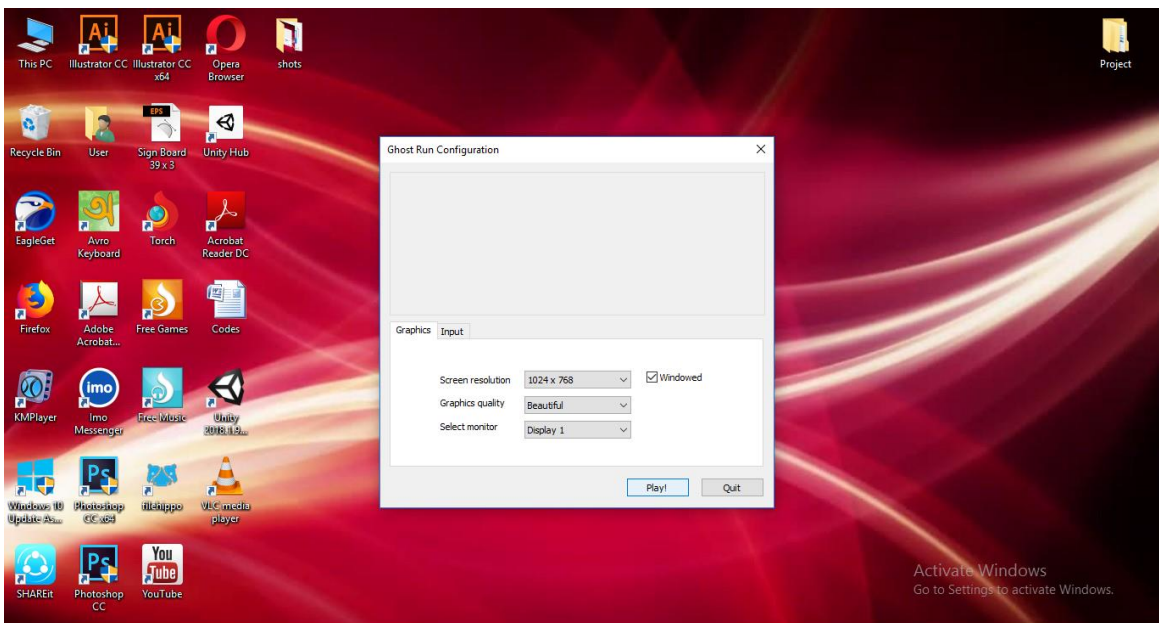 This PC
Illustrator CC
Illustrator CC
x64
Opera
Browser
shots
Project
Recycle Bin
User
EPS
Sign Board
39 x 3
Unity Hub
EagleGet
অ
Avro
Keyboard
Torch
Acrobat
Reader DC
Firefox
Adobe
Acrobat...
Free Games
Codes
KMPlayer
imo
Imo
Messenger
Free Music
Unity
2018.1.9...
Windows 10
Update As...
Ps
Photoshop
CC x64
filehippo
VLC media
player
SHAREit
Ps
Photoshop
CC
You
Tube
YouTube
Ai
Ai
Ghost Run Configuration
Graphics
Input
Screen resolution
1024 x 768
Windowed
Graphics quality
Beautiful
Select monitor
Display 1
Play!
Quit
Activate Windows
Go to Settings to activate Windows.